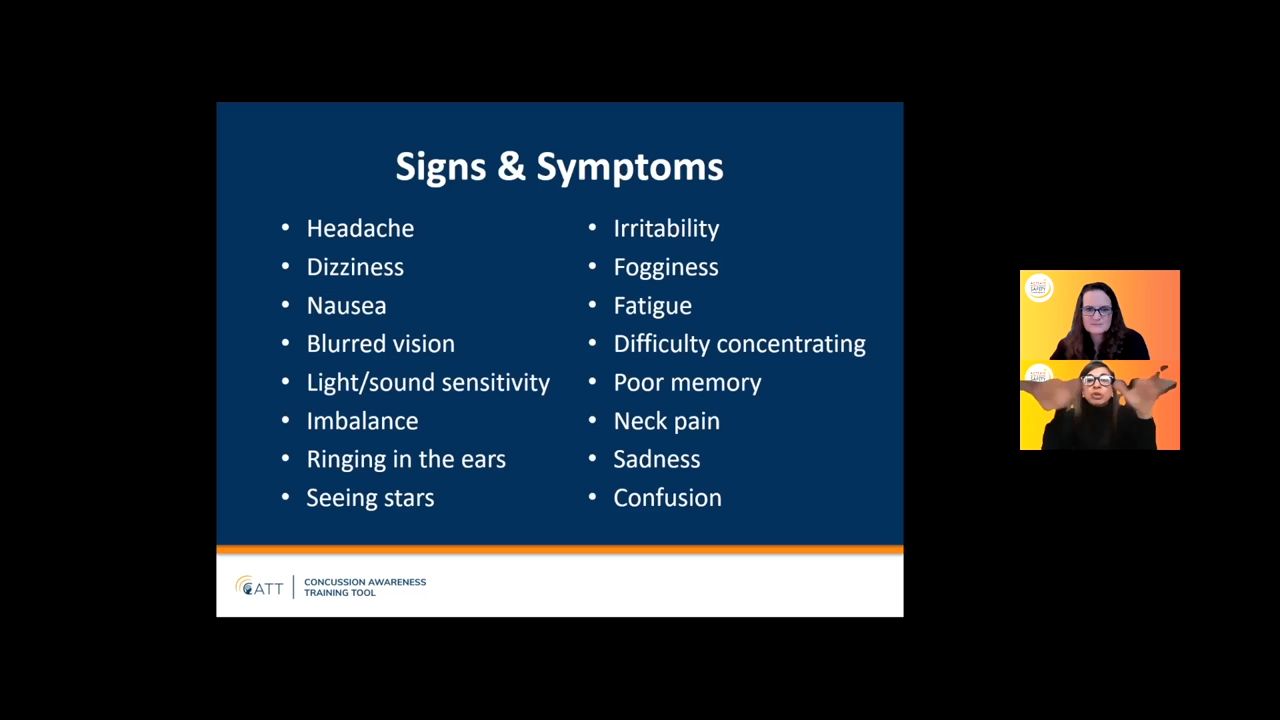 Signs & Symptoms
• Headache
• Dizziness
• Nausea
• Blurred vision
• Light/sound sensitivity
• Imbalance
• Ringing in the ears
• Seeing stars
• Irritability
• Fogginess
• Fatigue
• Difficulty concentrating
• Poor memory
• Neck pain
• Sadness
• Confusion
CATT
CONCUSSION AWARENESS
TRAINING TOOL